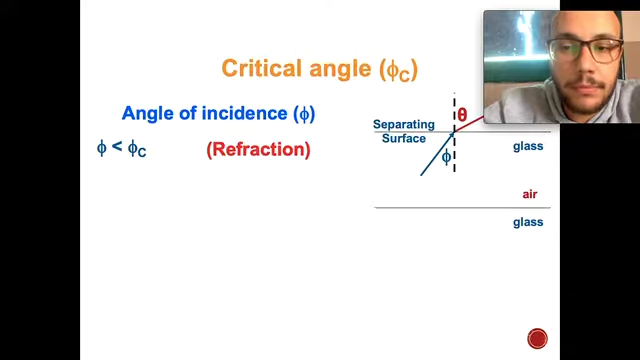 Critical angle (ϕC)
Angle of incidence (ϕ)
ϕ < ϕC (Refraction)
θ
Separating
Surface
ϕ
glass
air
glass